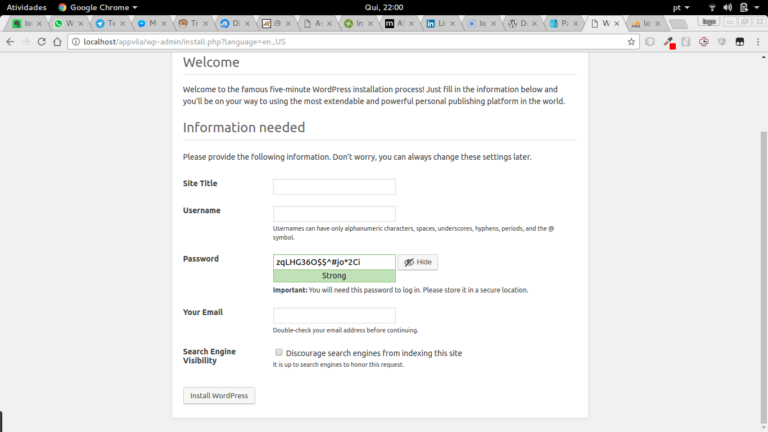 Atividades Google Chrome Qui, 22:00 pt
Io W Te M Tr Di i9 A In A: Lin Io D Pa W Io Iago
localhost/appvila/wp-admin/install.php?language=en_US
Welcome
Welcome to the famous five-minute WordPress installation process! Just fill in the information below and
you'll be on your way to using the most extendable and powerful personal publishing platform in the world.
Information needed
Please provide the following information. Don't worry, you can always change these settings later.
Site Title
Username
Usernames can have only alphanumeric characters, spaces, underscores, hyphens, periods, and the @
symbol.
Password zqLHG36O$$^#jo*2Ci Hide
Strong
Important: You will need this password to log in. Please store it in a secure location.
Your Email
Double-check your email address before continuing.
Search Engine
Visibility
Discourage search engines from indexing this site
It is up to search engines to honor this request.
Install WordPress